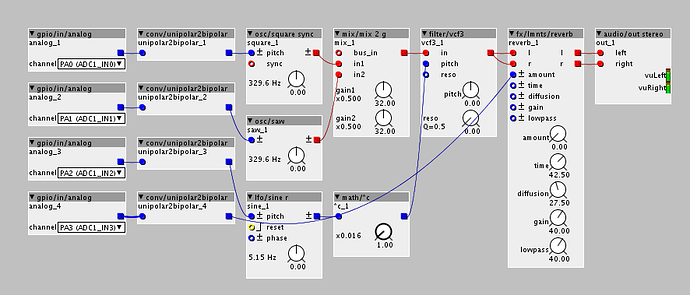 gpio/in/analog
analog_1
channel PA0 (ADC1_IN0)
conv/unipolar2bipolar
unipolar2bipolar_1
osc/square sync
square_1
pitch
sync
329.6 Hz
0.00
mix/mix 2 g
mix_1
bus_in
in1
in2
gain1
x0.500
32.00
gain2
x0.500
32.00
filter/vcf3
vcf3_1
in
pitch
reso
pitch
0.00
reso
Q=0.5
0.00
fx/lmnts/reverb
reverb_1
l l
r r
± amount
± time
± diffusion
± gain
± lowpass
amount
0.00
time
42.50
diffusion
27.50
gain
40.00
lowpass
40.00
audio/out stereo
out_1
left
right
vuLeft
vuRight
gpio/in/analog
analog_2
channel PA1 (ADC1_IN1)
conv/unipolar2bipolar
unipolar2bipolar_2
osc/saw
saw_1
± pitch ±
329.6 Hz
0.00
gpio/in/analog
analog_3
channel PA2 (ADC1_IN2)
conv/unipolar2bipolar
unipolar2bipolar_3
gpio/in/analog
analog_4
channel PA3 (ADC1_IN3)
conv/unipolar2bipolar
unipolar2bipolar_4
lfo/sine r
sine_1
± pitch ±
reset
± phase
5.15 Hz
0.00
math/*c
*c_1
x0.016
1.00